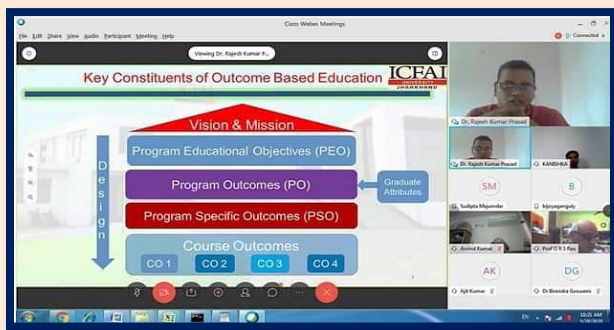 Cisco Webex Meetings
File Edit Share View Audio Participant Meeting Help
Connected
Viewing Dr. Rajesh Kumar P...
Key Constituents of Outcome Based Education
ICFAI
UNIVERSITY
JHARKHAND
Vision & Mission
Program Educational Objectives (PEO)
Program Outcomes (PO)
Graduate
Attributes
Program Specific Outcomes (PSO)
Course Outcomes
CO 1 CO 2 CO 3 CO 4
Design
Dr. Rajesh Kumar Prasad
Dr. Rajesh Kumar Prasad
KANISHKA
SM
B
Sudipta Majumdar
bijoyaganguly
Arvind Kumar
Prof O R S Rao
AK
DG
Ajit Kumar
Dr Beendra Goswami
EN
10:21 AM